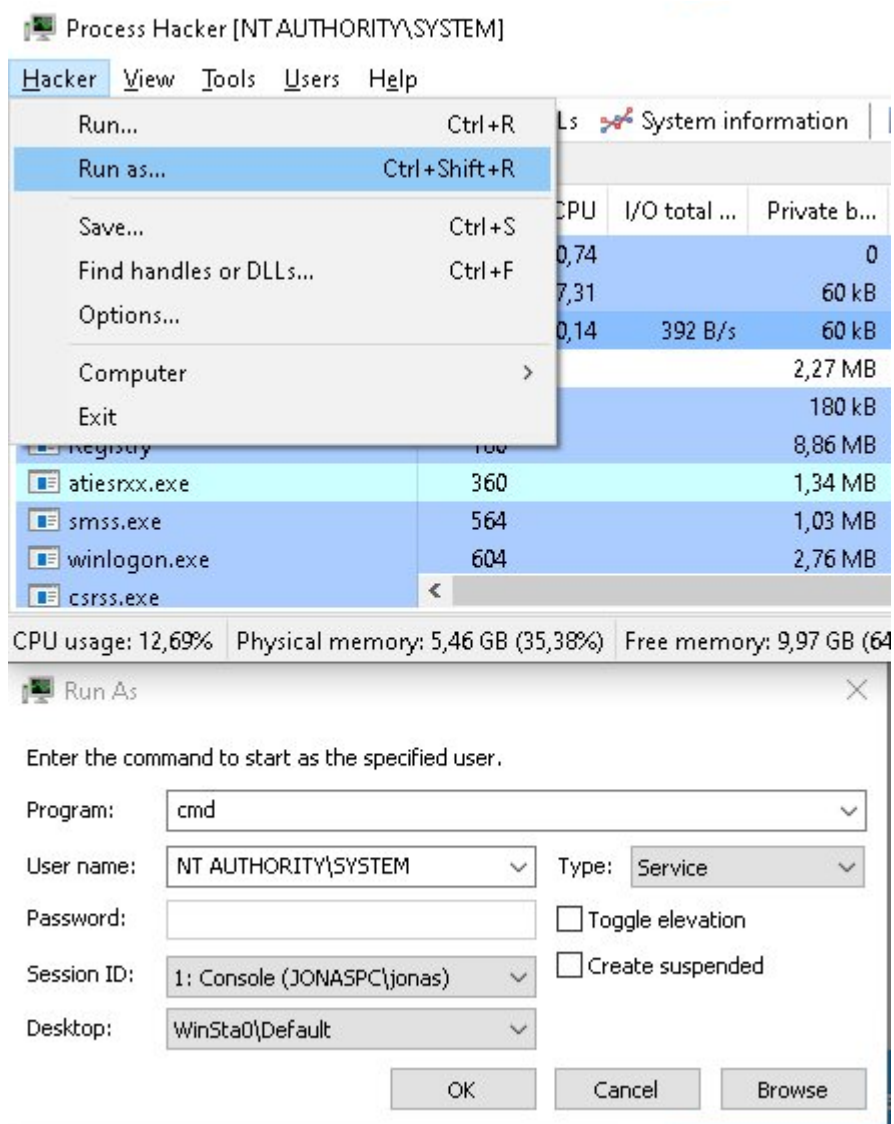 Process Hacker [NT AUTHORITY\SYSTEM]
Hacker View Tools Users Help
Run... Ctrl+R
Ls System information
Run as... Ctrl+Shift+R
CPU I/O total ... Private b...
Save... Ctrl+S
0,74 0
Find handles or DLLs... Ctrl+F
7,31 60 kB
Options...
0,14 392 B/s 60 kB
Computer >
2,27 MB
Exit
180 kB
Registry 160 8,86 MB
atiesrxx.exe 360 1,34 MB
smss.exe 564 1,03 MB
winlogon.exe 604 2,76 MB
csrss.exe
CPU usage: 12,69% Physical memory: 5,46 GB (35,38%) Free memory: 9,97 GB (64
Run As
Enter the command to start as the specified user.
Program: cmd
User name: NT AUTHORITY\SYSTEM Type: Service
Password: Toggle elevation
Session ID: 1: Console (JONASPC\jonas) Create suspended
Desktop: WinSta0\Default
OK Cancel Browse